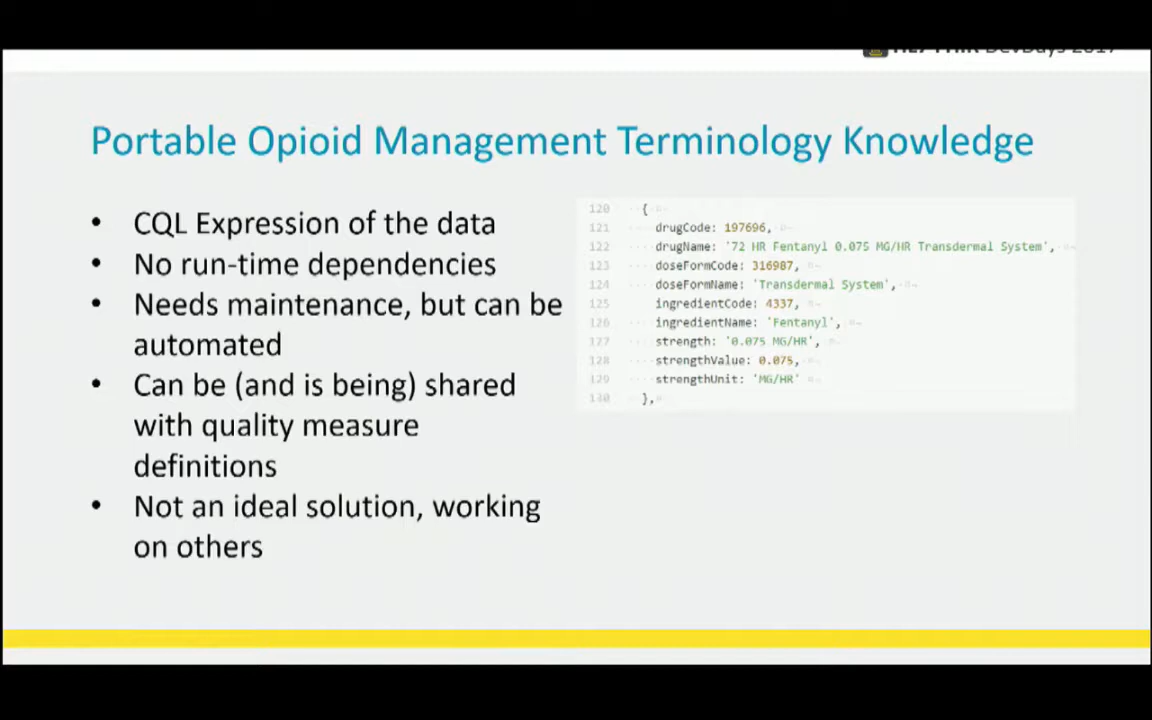 HL7 FHIR DevDays 2017
Portable Opioid Management Terminology Knowledge
• CQL Expression of the data
• No run-time dependencies
• Needs maintenance, but can be
automated
• Can be (and is being) shared
with quality measure
definitions
• Not an ideal solution, working
on others
120 {
121 drugCode: 197696,
122 drugName: '72 HR Fentanyl 0.075 MG/HR Transdermal System',
123 doseFormCode: 316987,
124 doseFormName: 'Transdermal System',
125 ingredientCode: 4337,
126 ingredientName: 'Fentanyl',
127 strength: '0.075 MG/HR',
128 strengthValue: 0.075,
129 strengthUnit: 'MG/HR'
130 },